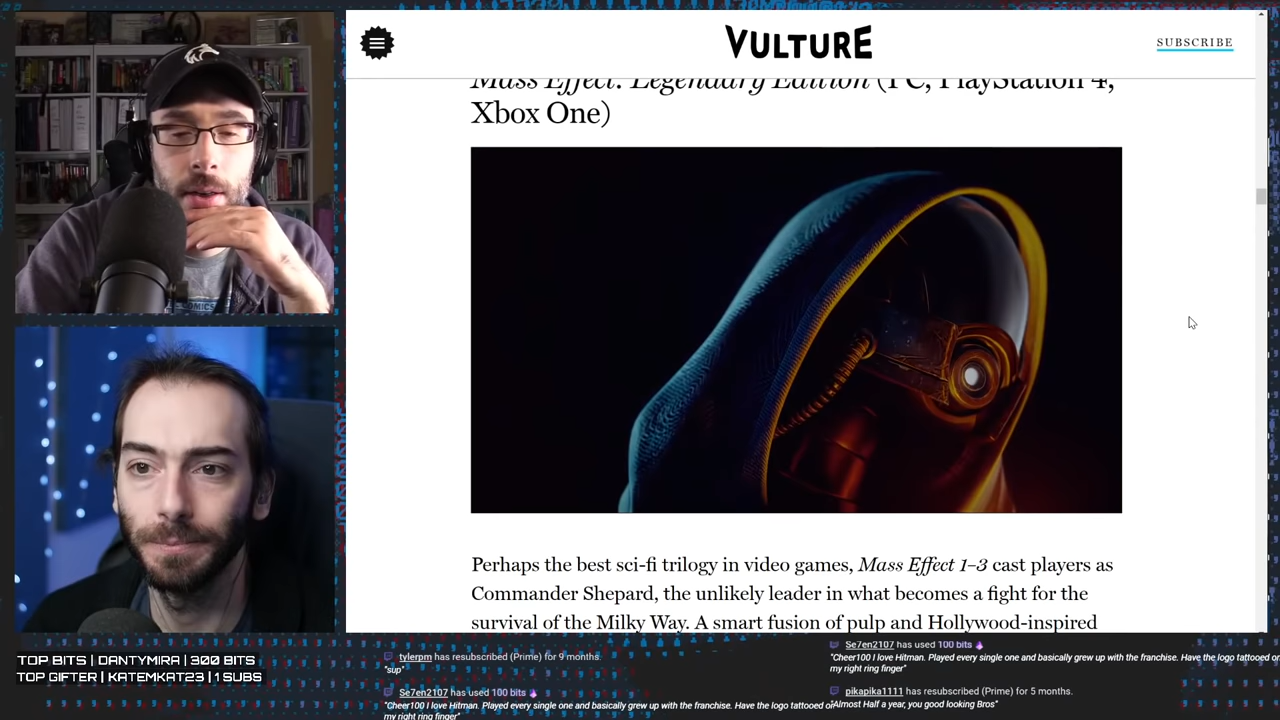 VULTURE
SUBSCRIBE
Mass Effect: Legendary Edition (PC, PlayStation 4,
Xbox One)
COMICS
Perhaps the best sci-fi trilogy in video games, Mass Effect 1–3 cast players as
Commander Shepard, the unlikely leader in what becomes a fight for the
survival of the Milky Way. A smart fusion of pulp and Hollywood-inspired
TOP BITS | DANTYMIRA | 300 BITS
TOP GIFTER | KATEMKAT23 | 1 SUBS
tylerpm has resubscribed (Prime) for 9 months.
"sup"
Se7en2107 has used 100 bits
"Cheer100 I love Hitman. Played every single one and basically grew up with the franchise. Have the logo tattooed on
my right ring finger"
Se7en2107 has used 100 bits
"Cheer100 I love Hitman. Played every single one and basically grew up with the franchise. Have the logo tattooed on
my right ring finger"
pikapika1111 has resubscribed (Prime) for 5 months.
"Almost Half a year, you good looking Bros"